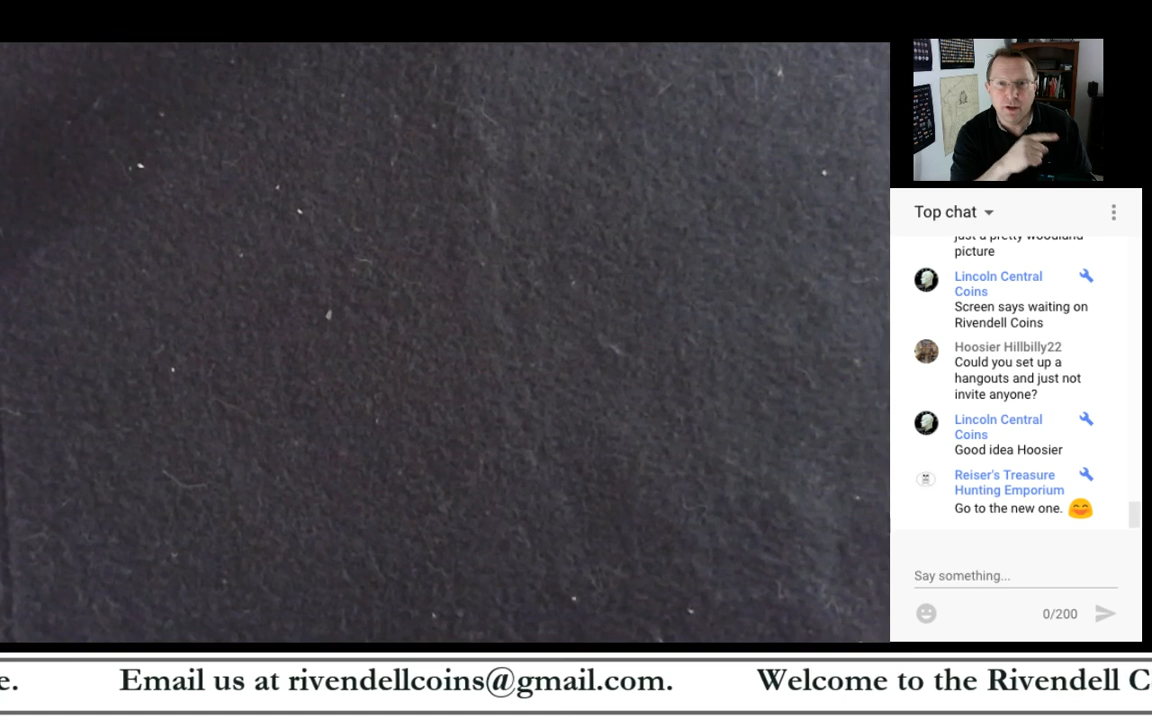 Top chat
just a pretty woodland
picture
Lincoln Central
Coins
Screen says waiting on
Rivendell Coins
Hoosier Hillbilly22
Could you set up a
hangouts and just not
invite anyone?
Lincoln Central
Coins
Good idea Hoosier
Reiser's Treasure
Hunting Emporium
Go to the new one.
Say something...
0/200
e. Email us at rivendellcoins@gmail.com. Welcome to the Rivendell C